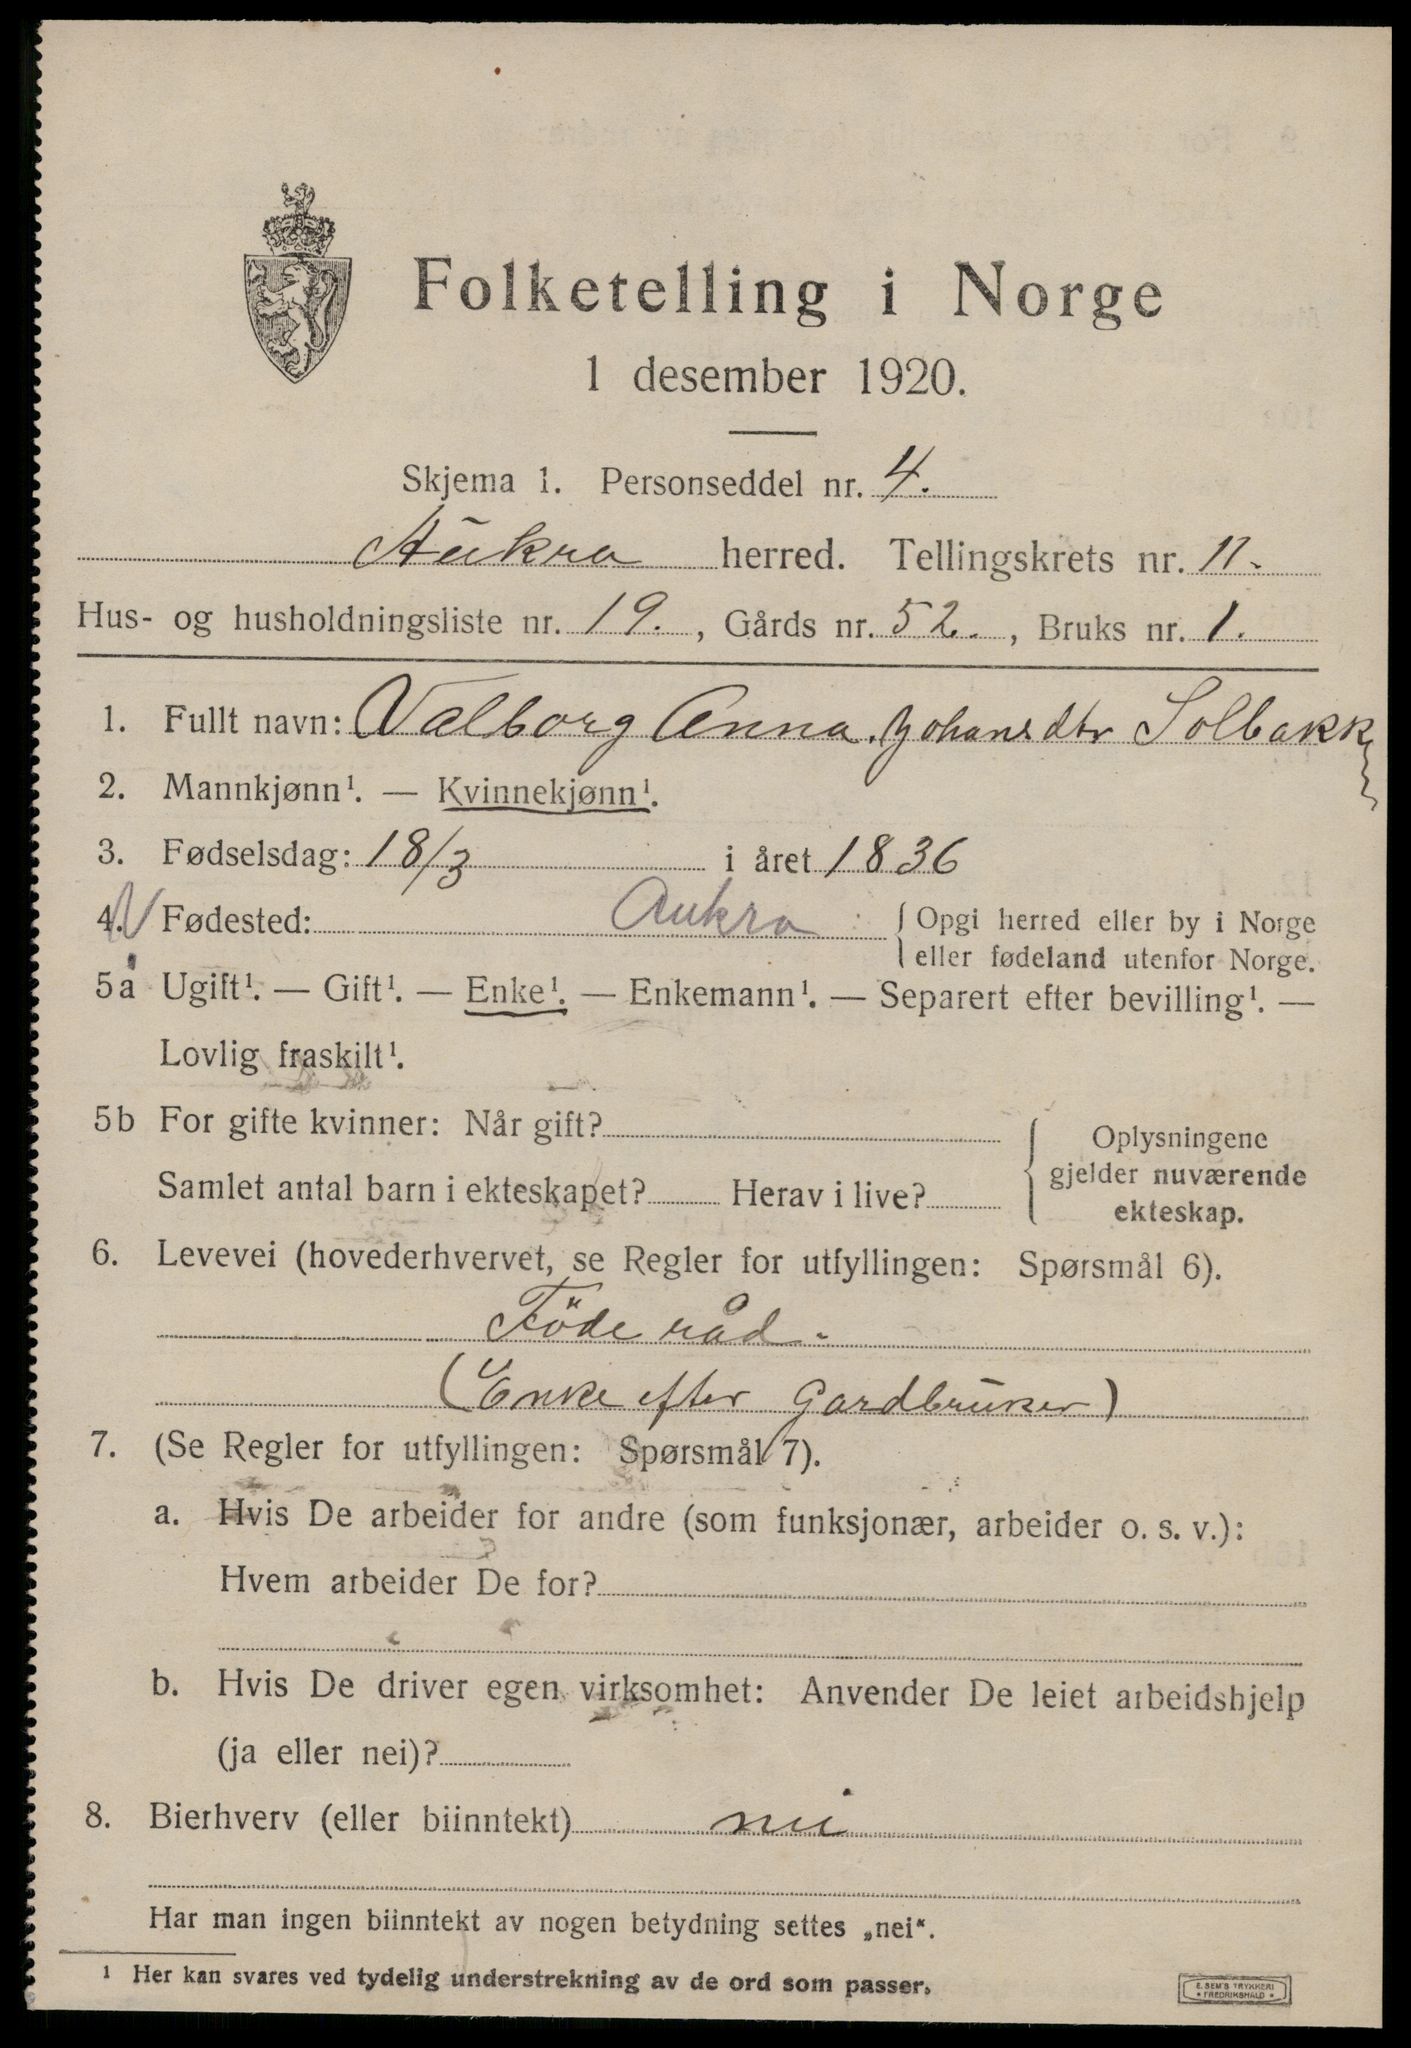 Folketelling i Norge
1 desember 1920.
Skjema 1. Personseddel nr. 4.
Aukra herred. Tellingskrets nr. 11.
Hus- og husholdningsliste nr. 19. , Gårds nr. 52. , Bruks nr. 1.
1. Fullt navn: Valborg Anna. Johansdtr Solbakken
2. Mannkjønn¹. — Kvinnekjønn¹.
3. Fødselsdag: 18/3 i året 1836
4. Fødested: Aukra { Opgi herred eller by i Norge
eller fødeland utenfor Norge.
5a Ugift¹. — Gift¹. — Enke¹. — Enkemann¹. — Separert efter bevilling¹. —
Lovlig fraskilt¹.
5b For gifte kvinner: Når gift?
Samlet antal barn i ekteskapet? Herav i live?
{ Oplysningene
gjelder nuværende
ekteskap.
6. Levevei (hovederhvervet, se Regler for utfyllingen: Spørsmål 6).
Föderåd.
(Enke efter Gardbruker)
7. (Se Regler for utfyllingen: Spørsmål 7).
a. Hvis De arbeider for andre (som funksjonær, arbeider o. s. v.):
Hvem arbeider De for?
b. Hvis De driver egen virksomhet: Anvender De leiet arbeidshjelp
(ja eller nei)?
8. Bierhverv (eller biinntekt) nei
Har man ingen biinntekt av nogen betydning settes „nei“.
¹ Her kan svares ved tydelig understrekning av de ord som passer.
E. SEM'S TRYKKERI
* FREDRIKSHALD *